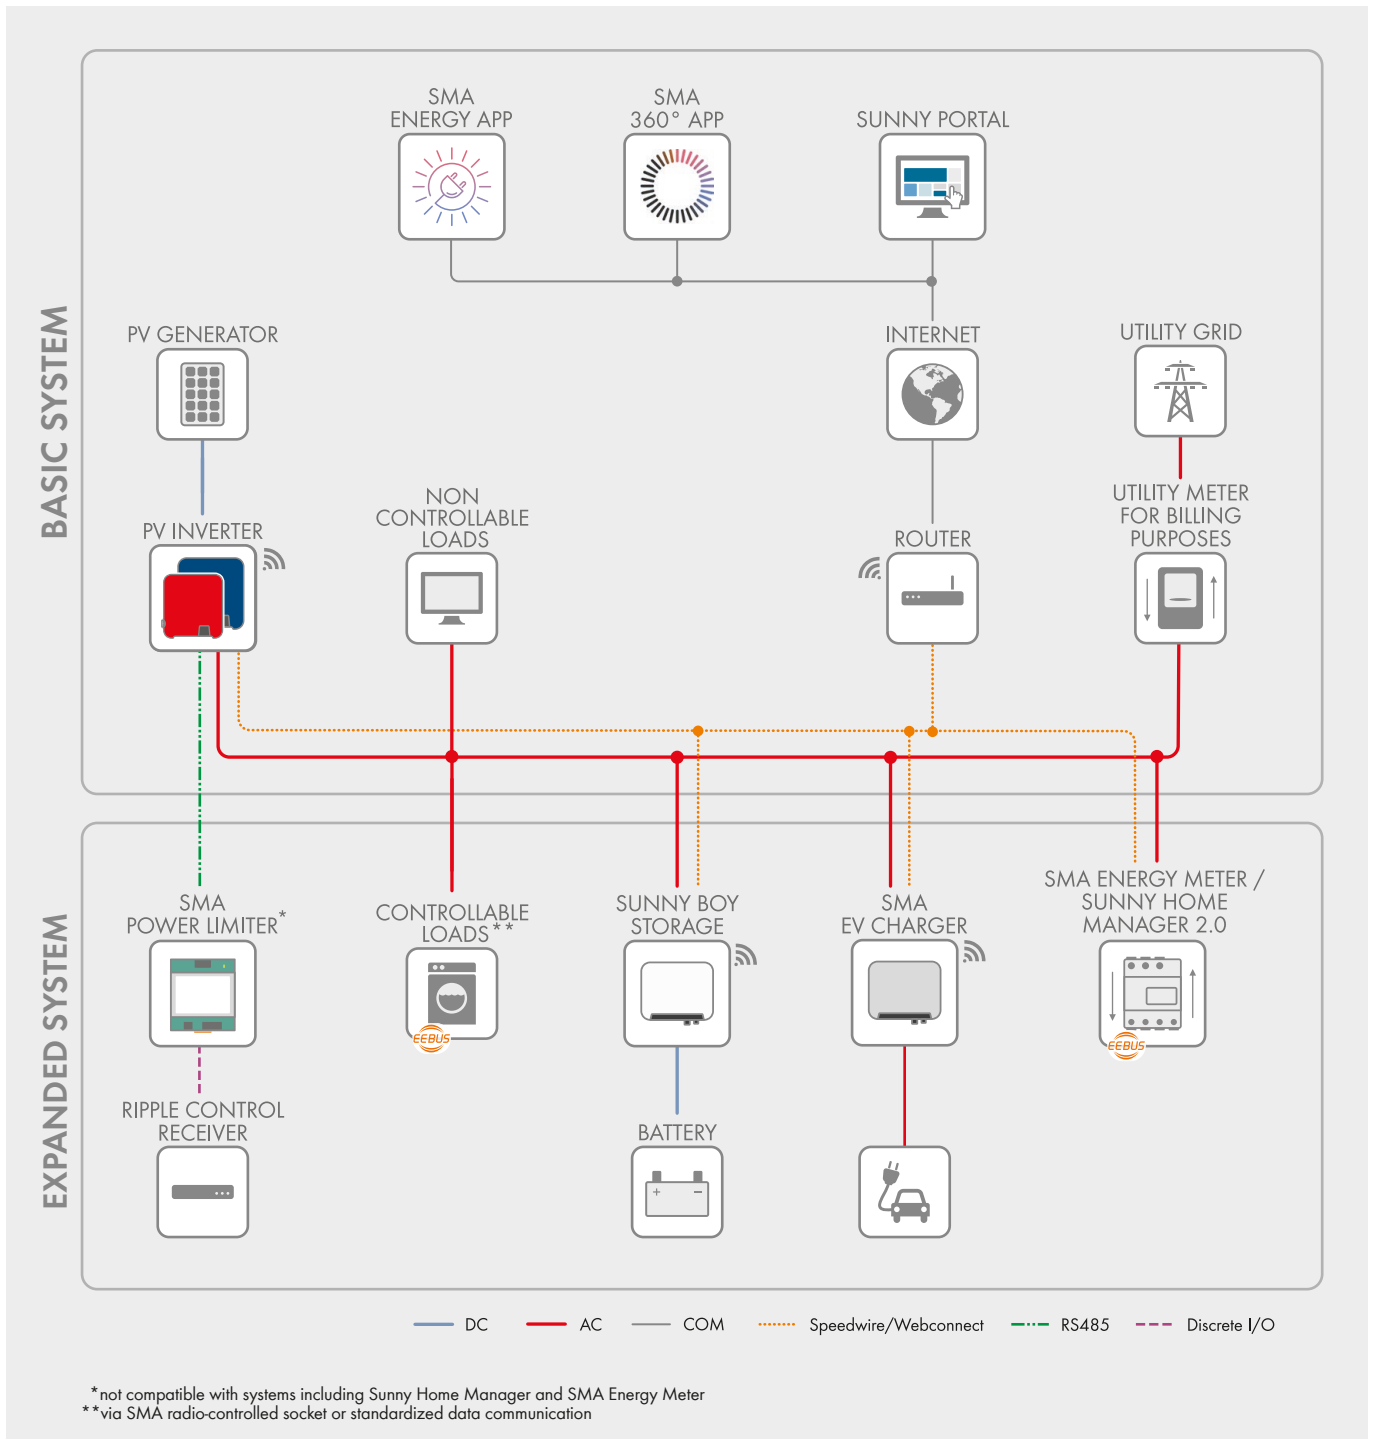 BASIC SYSTEM
SMA
ENERGY APP
SMA
360° APP
SUNNY PORTAL
PV GENERATOR
INTERNET
UTILITY GRID
PV INVERTER
NON
CONTROLLABLE
LOADS
ROUTER
UTILITY METER
FOR BILLING
PURPOSES
EXPANDED SYSTEM
SMA
POWER LIMITER*
CONTROLLABLE
LOADS**
EEBUS
SUNNY BOY
STORAGE
SMA
EV CHARGER
SMA ENERGY METER /
SUNNY HOME
MANAGER 2.0
EEBUS
RIPPLE CONTROL
RECEIVER
BATTERY
+ −
DC
AC
COM
Speedwire/Webconnect
RS485
Discrete I/O
*not compatible with systems including Sunny Home Manager and SMA Energy Meter
**via SMA radio-controlled socket or standardized data communication